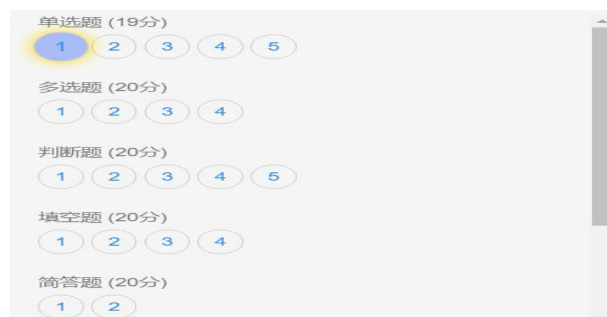 单选题 (19分)
1 2 3 4 5
多选题 (20分)
1 2 3 4
判断题 (20分)
1 2 3 4 5
填空题 (20分)
1 2 3 4
简答题 (20分)
1 2